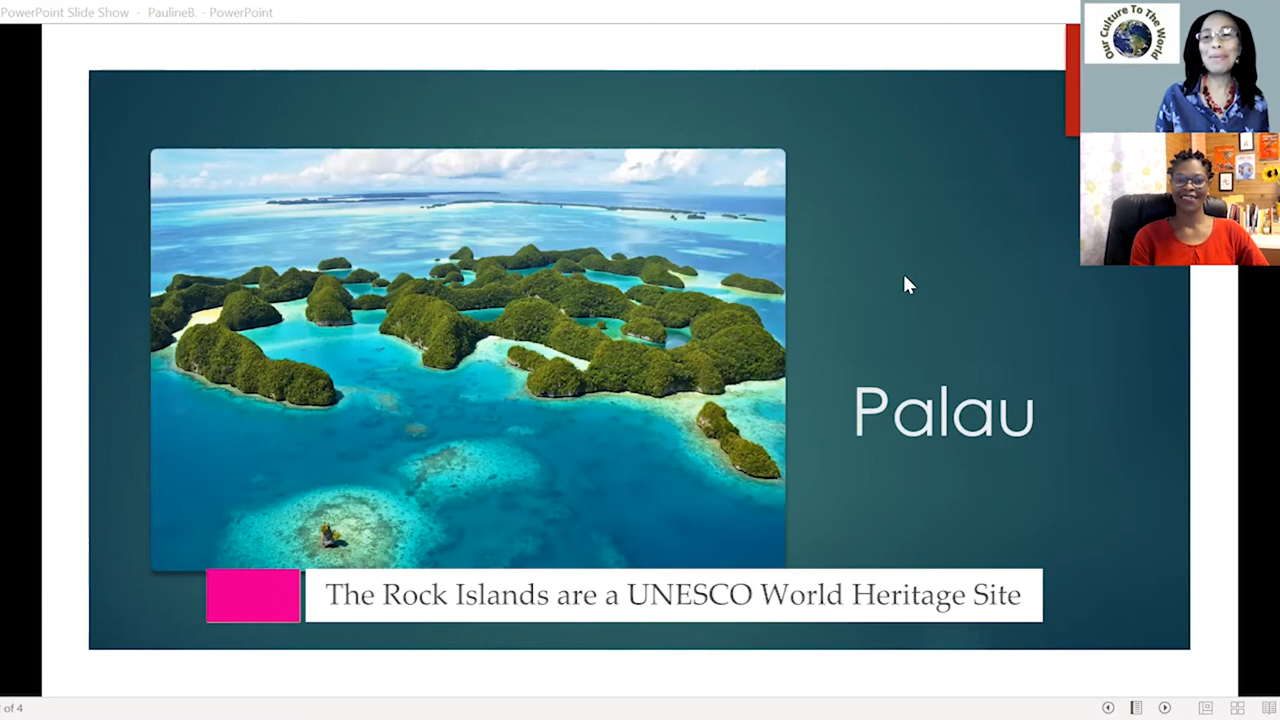 PowerPoint Slide Show - PaulineB. - PowerPoint
Our Culture To The World
Palau
The Rock Islands are a UNESCO World Heritage Site
of 4